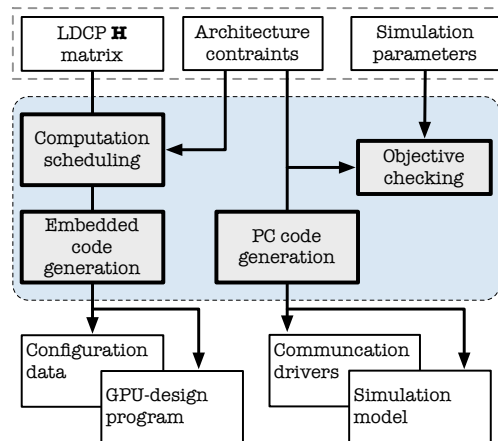 LDCP H
matrix
Architecture
contraints
Simulation
parameters
Computation
scheduling
Objective
checking
Embedded
code
generation
PC code
generation
Configuration
data
GPU-design
program
Communcation
drivers
Simulation
model